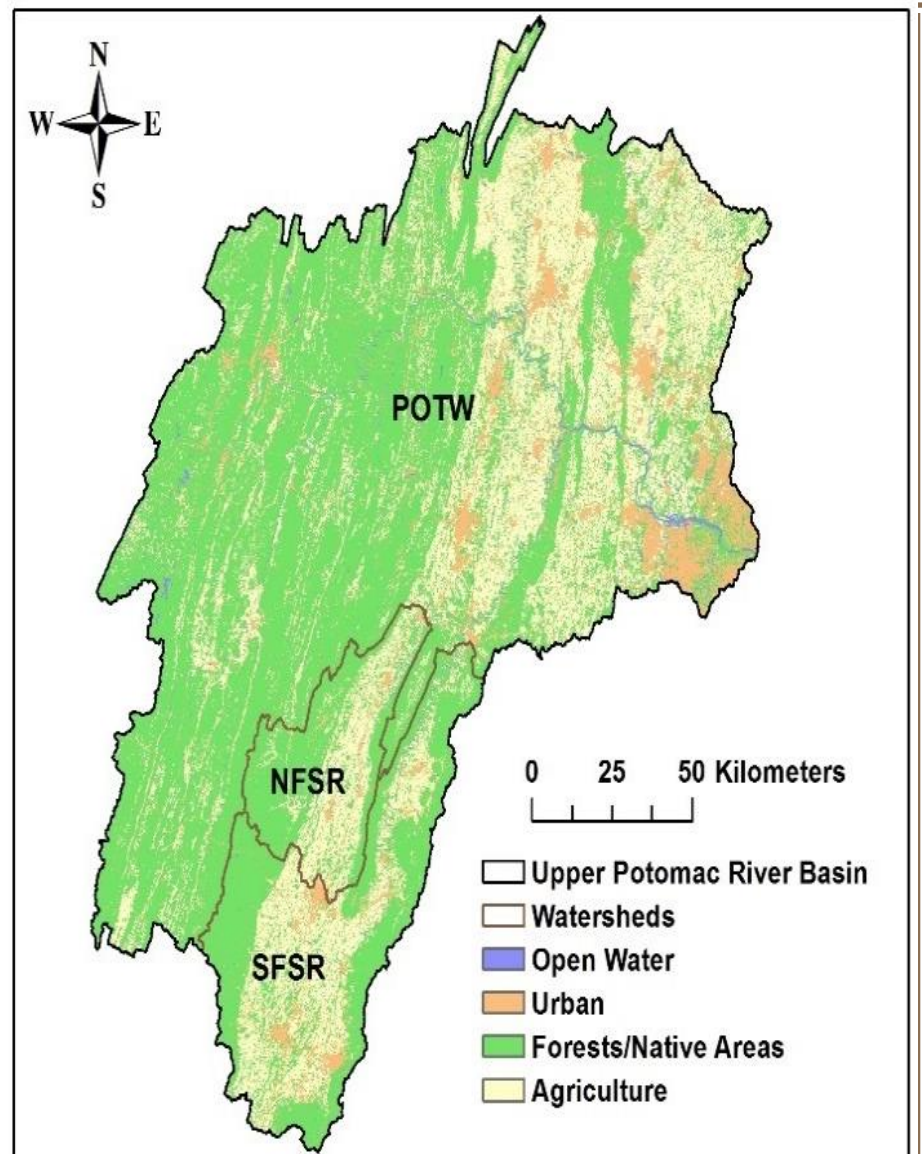 N
W E
S
POTW
NFSR
SFSR
0 25 50 Kilometers
Upper Potomac River Basin
Watersheds
Open Water
Urban
Forests/Native Areas
Agriculture